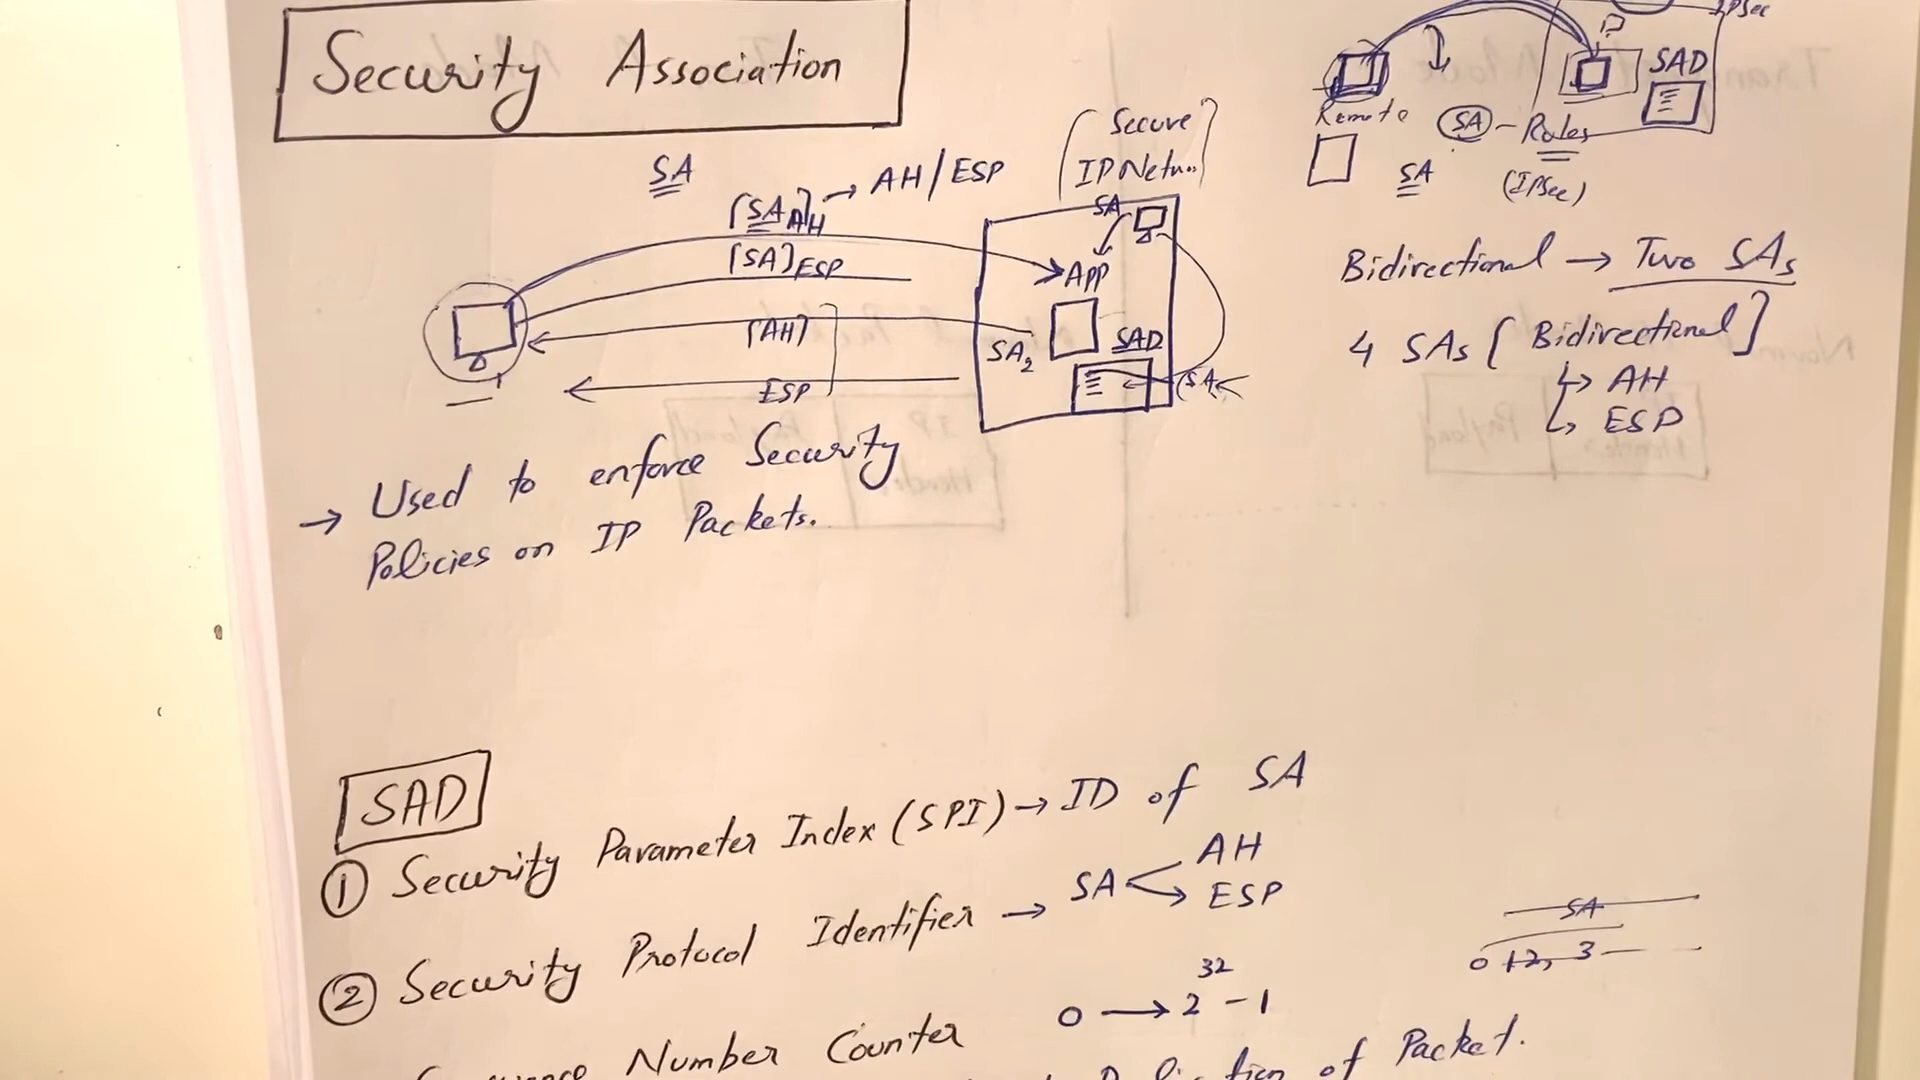 Security Association
SA
[SA]AH → AH/ESP
[SA]ESP
[AH]
ESP
[Secure
IP Netw..]
SA
APP
SA2
SAD
(SA
IPSec
SAD
Remote
SA - Rules
SA
(IPSec)
Bidirectional → Two SAs
4 SAs [Bidirectional]
↳ AH
↳ ESP
→ Used to enforce Security
Policies on IP Packets.
SAD
① Security Parameter Index (SPI) → ID of SA
② Security Protocol Identifier → SA < AH
ESP
Number Counter 0 → 2^32 - 1
of Packet.
SA
0 1 2, 3